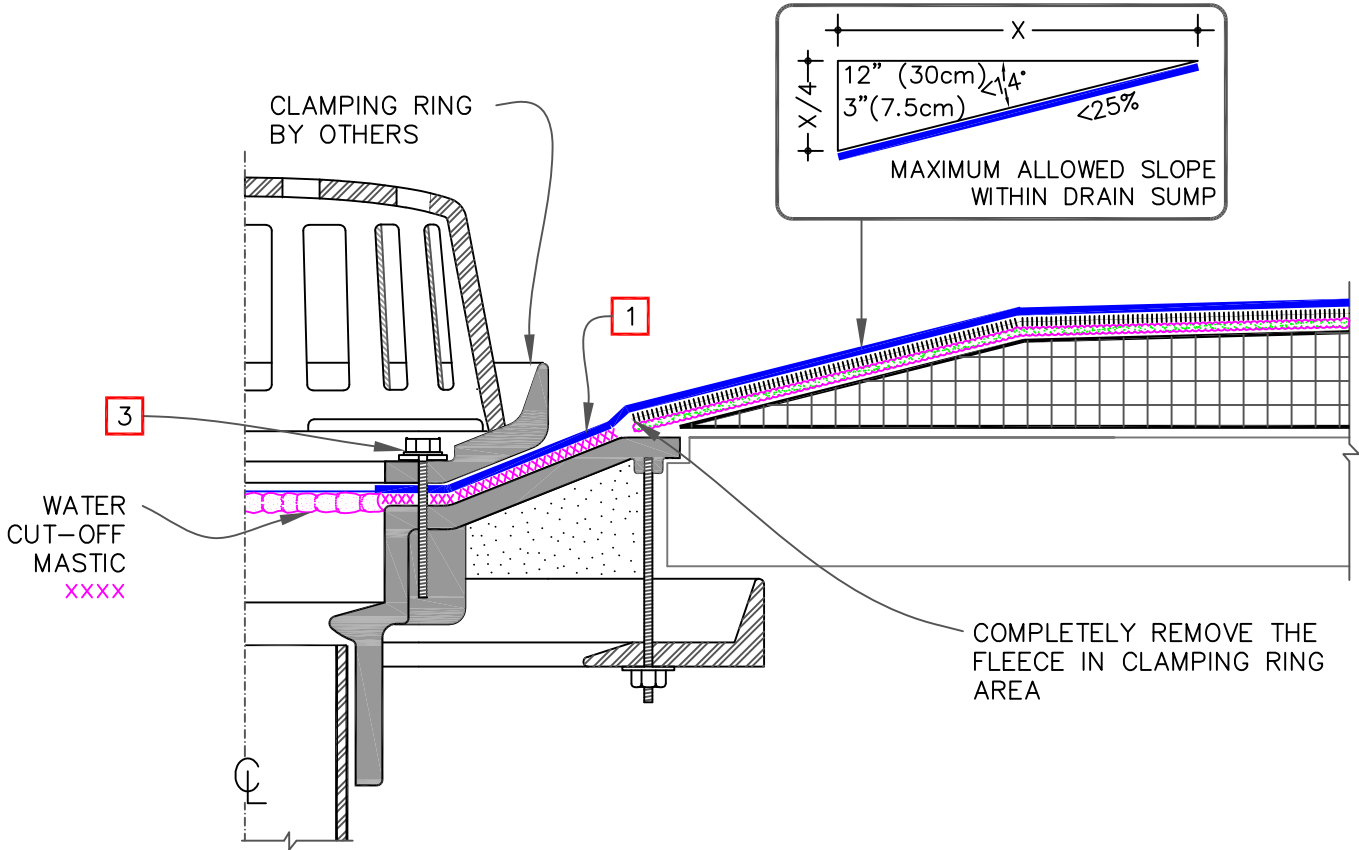 X
X/4
12” (30cm)
3”(7.5cm)
<14°
<25%
MAXIMUM ALLOWED SLOPE
WITHIN DRAIN SUMP
CLAMPING RING
BY OTHERS
1
3
WATER
CUT-OFF
MASTIC
XXXX
COMPLETELY REMOVE THE
FLEECE IN CLAMPING RING
AREA
℄